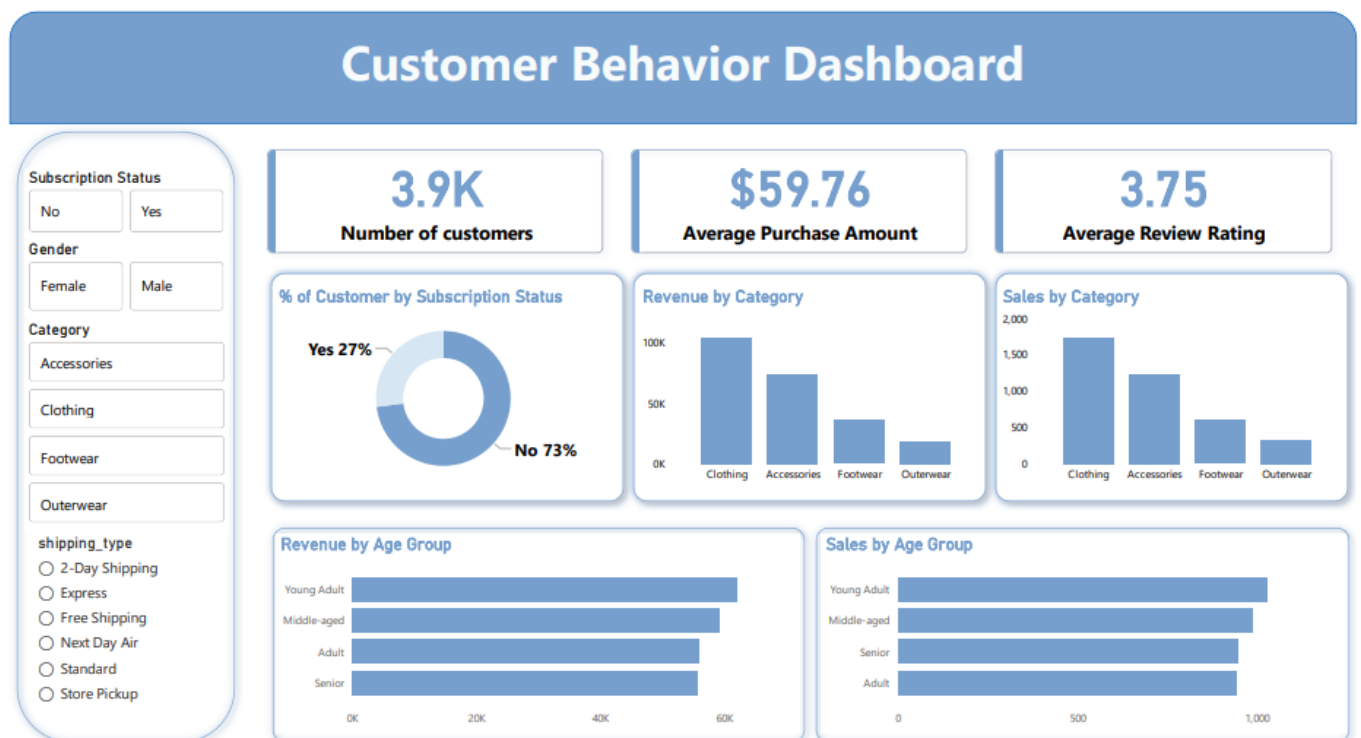 Customer Behavior Dashboard
Subscription Status
No Yes
Gender
Female Male
Category
Accessories
Clothing
Footwear
Outerwear
shipping_type
2-Day Shipping
Express
Free Shipping
Next Day Air
Standard
Store Pickup
3.9K
Number of customers
$59.76
Average Purchase Amount
3.75
Average Review Rating
% of Customer by Subscription Status
Yes 27%
No 73%
Revenue by Category
100K
50K
0K
Clothing Accessories Footwear Outerwear
Sales by Category
2,000
1,500
1,000
500
0
Clothing Accessories Footwear Outerwear
Revenue by Age Group
Young Adult
Middle-aged
Adult
Senior
0K 20K 40K 60K
Sales by Age Group
Young Adult
Middle-aged
Senior
Adult
0 500 1,000